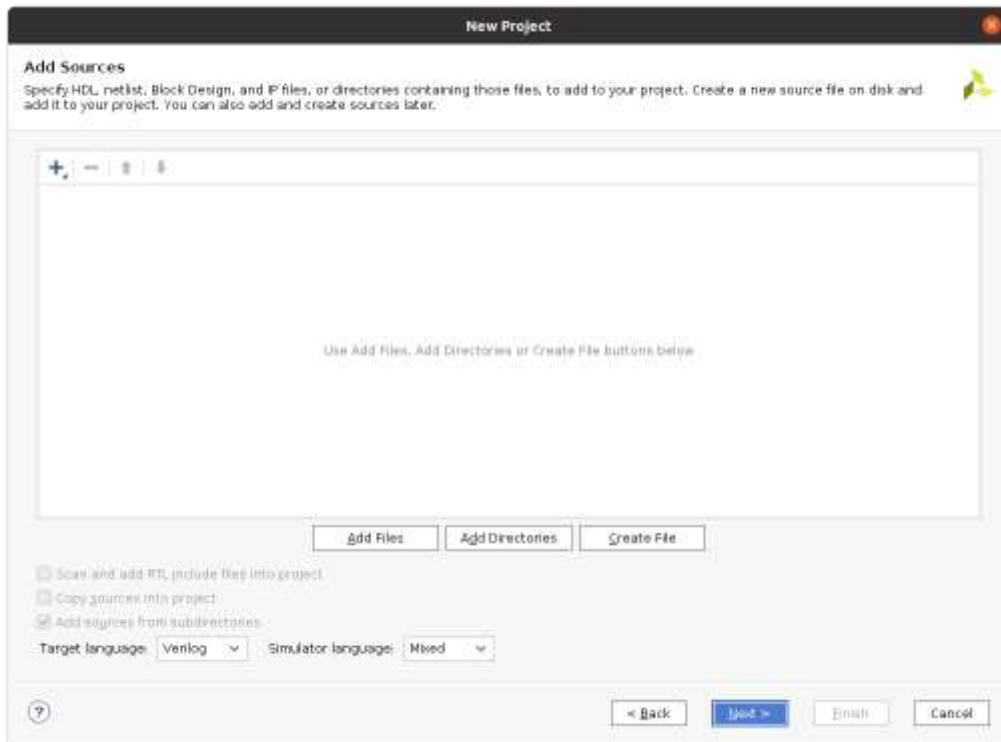 New Project
Add Sources
Specify HDL, netlist, Block Design, and IP files, or directories containing those files, to add to your project. Create a new source file on disk and
add it to your project. You can also add and create sources later.
Use Add Files, Add Directories or Create File buttons below
Add Files
Add Directories
Create File
Scan and add RTL include files into project
Copy sources into project
Add sources from subdirectories
Target language: Verilog Simulator language: Mixed
? < Back Next > Finish Cancel